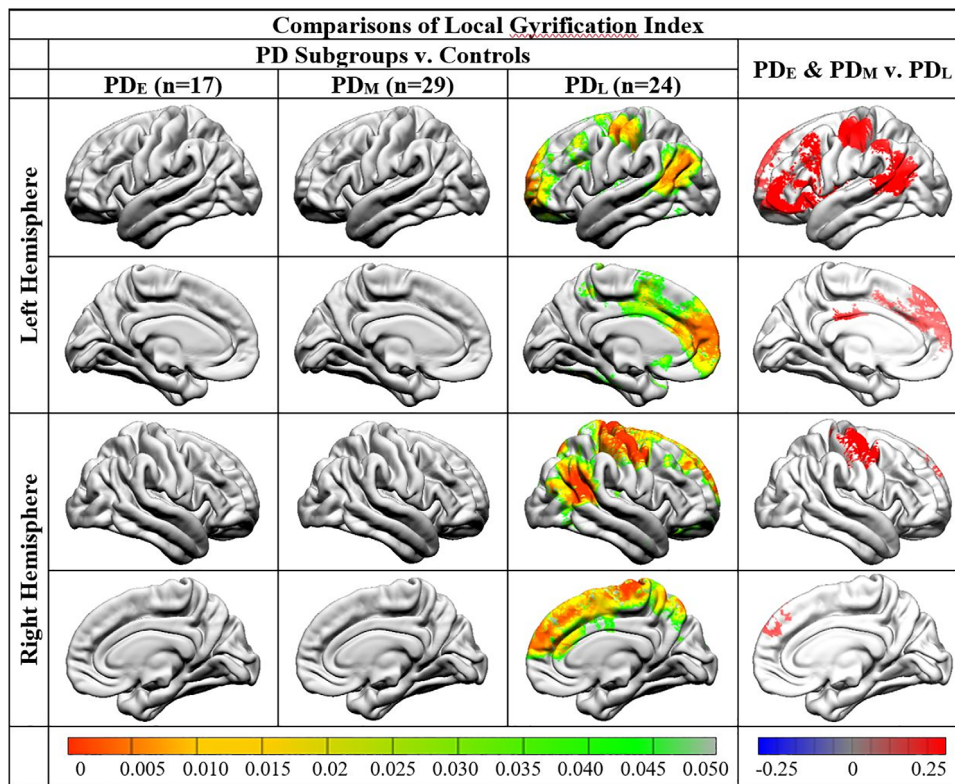 Comparisons of Local Gyrification Index
PD Subgroups v. Controls
PDE & PDM v. PDL
PDE (n=17) PDM (n=29) PDL (n=24)
Left Hemisphere
Right Hemisphere
0 0.005 0.010 0.015 0.020 0.025 0.030 0.035 0.040 0.045 0.050
-0.25 0 0.25